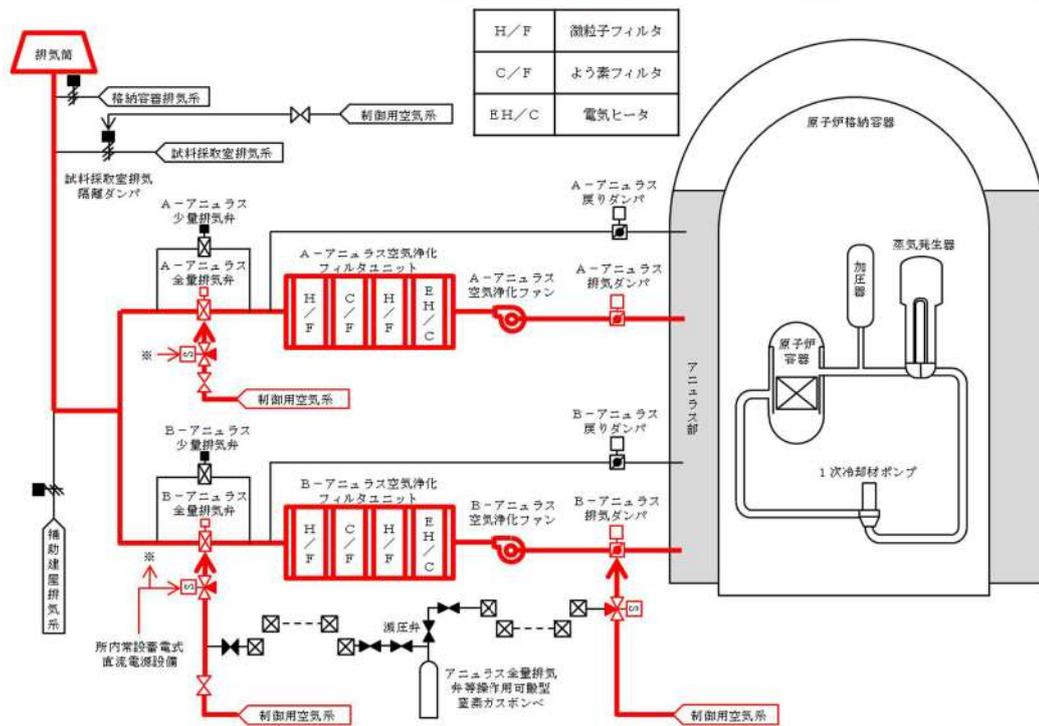 H/F 微粒子フィルタ
C/F よう素フィルタ
EH/C 電気ヒータ
排気筒
格納容器排気系
制御用空気系
試料採取室排気系
試料採取室排気
隔離ダンパ
A-アニュラス
少量排気弁
A-アニュラス
全量排気弁
A-アニュラス空気浄化
フィルタユニット
H/F
C/F
H/F
EH/C
A-アニュラス
空気浄化ファン
A-アニュラス
戻りダンパ
A-アニュラス
排気ダンパ
※
S
制御用空気系
原子炉格納容器
蒸気発生器
加圧器
原子炉
容器
アニュラス部
1次冷却材ポンプ
B-アニュラス
少量排気弁
B-アニュラス
全量排気弁
B-アニュラス空気浄化
フィルタユニット
H/F
C/F
H/F
EH/C
B-アニュラス
空気浄化ファン
B-アニュラス
戻りダンパ
B-アニュラス
排気ダンパ
※
S
S
補助建屋排気系
所内常設蓄電式
直流電源設備
減圧弁
アニュラス全量排気
弁等操作用可搬型
窒素ガスボンベ
制御用空気系
制御用空気系